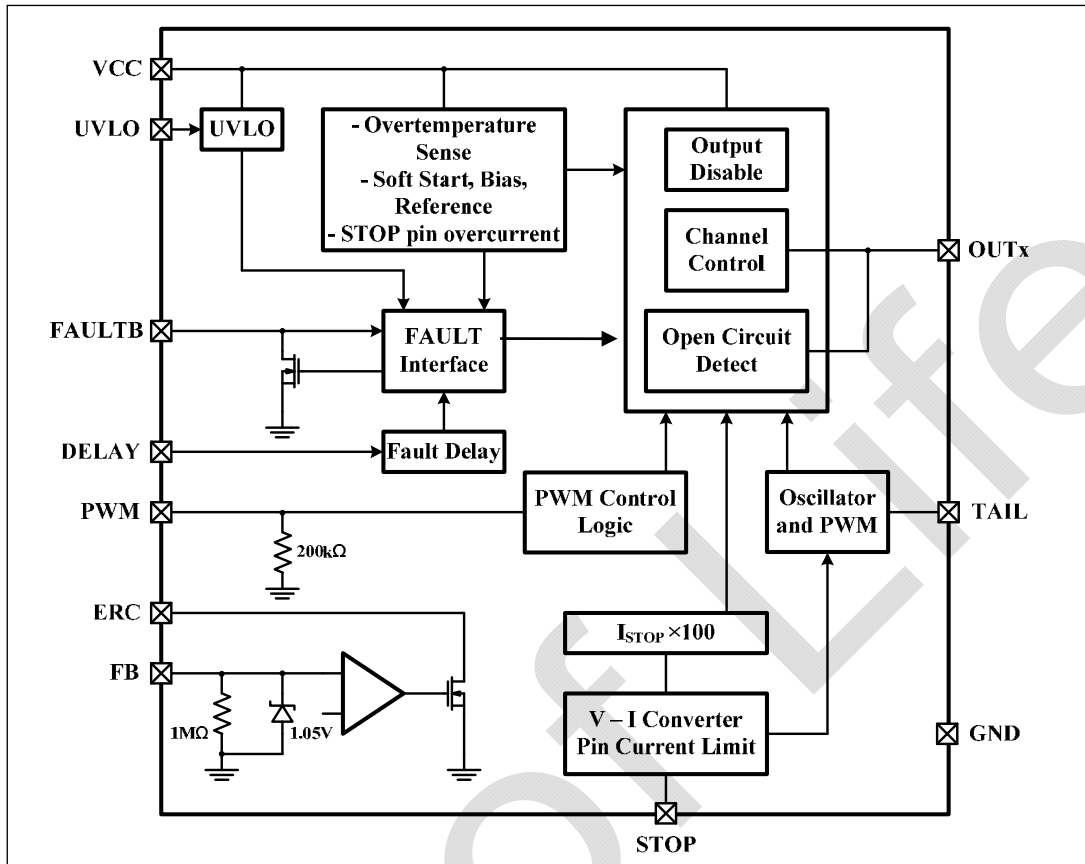 VCC
UVLO
UVLO
- Overtemperature
Sense
- Soft Start, Bias,
Reference
- STOP pin overcurrent
Output
Disable
Channel
Control
OUTx
FAULTB
FAULT
Interface
Open Circuit
Detect
DELAY
Fault Delay
PWM
PWM Control
Logic
Oscillator
and PWM
TAIL
200kΩ
ERC
ISTOP ×100
FB
1MΩ
1.05V
V – I Converter
Pin Current Limit
GND
STOP
of Life